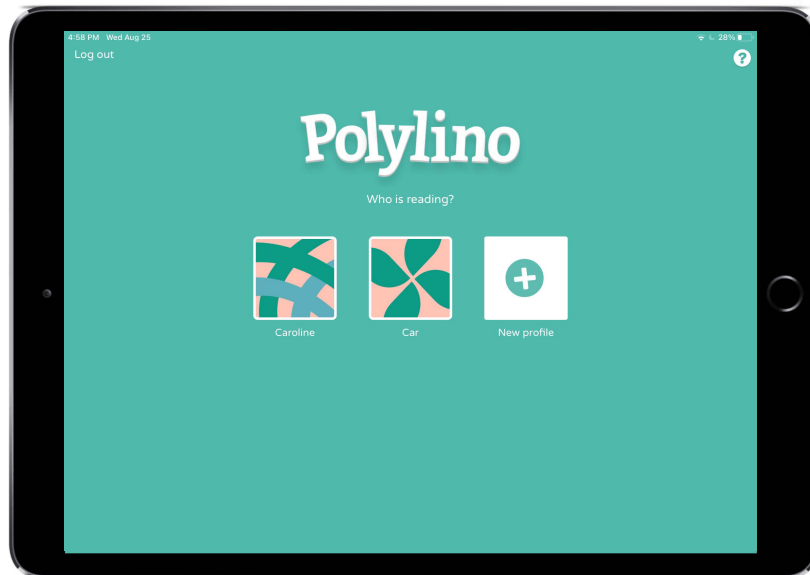 4:58 PM Wed Aug 25
28%
Log out
?
Polylino
Who is reading?
Caroline
Car
New profile